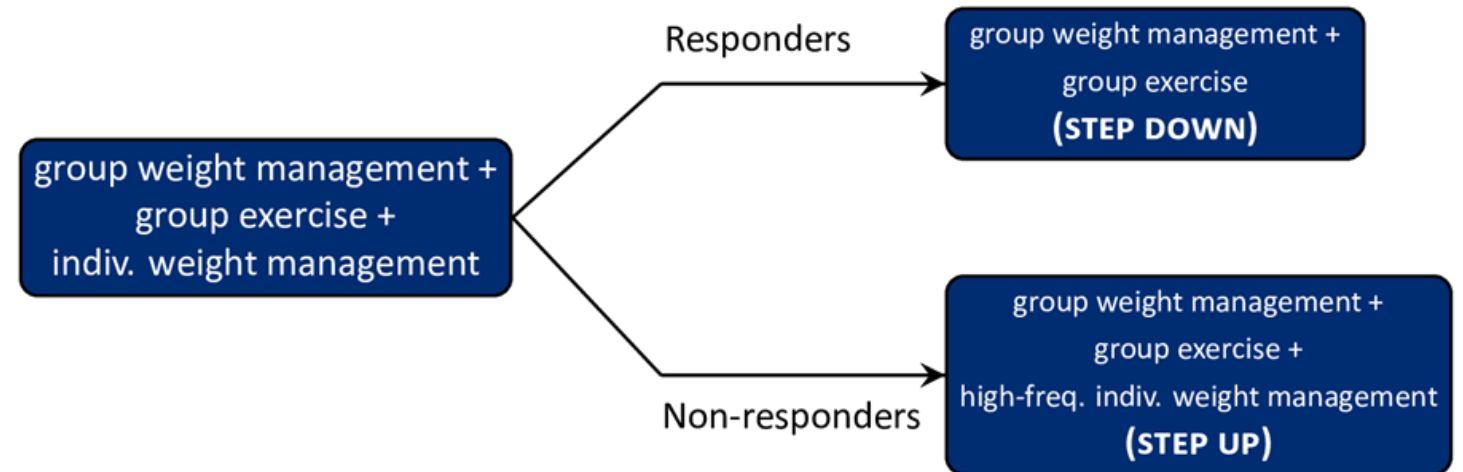 group weight management +
group exercise +
indiv. weight management
Responders
group weight management +
group exercise
(STEP DOWN)
Non-responders
group weight management +
group exercise +
high-freq. indiv. weight management
(STEP UP)